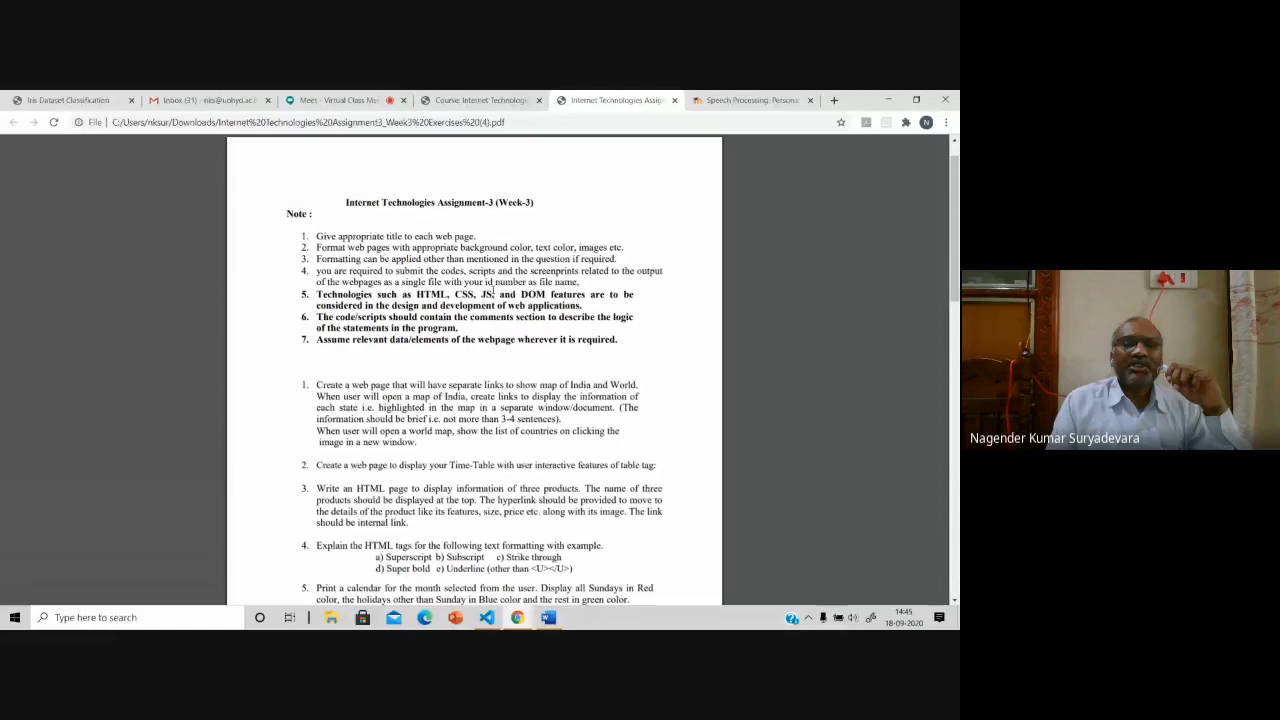 Iris Dataset Classification
Inbox (31) - nks@uohyd.ac.i
Meet - Virtual Class M
Course: Internet Technologi
Internet Technologies Assig
Speech Processing: Person
File C:/Users/nksur/Downloads/Internet%20Technologies%20Assignment3_Week3%20Exercises%20(4).pdf
N
Internet Technologies Assignment-3 (Week-3)
Note :
1. Give appropriate title to each web page.
2. Format web pages with appropriate background color, text color, images etc.
3. Formatting can be applied other than mentioned in the question if required.
4. you are required to submit the codes, scripts and the screenprints related to the output
of the webpages as a single file with your id number as file name,
5. Technologies such as HTML, CSS, JS, and DOM features are to be
considered in the design and development of web applications.
6. The code/scripts should contain the comments section to describe the logic
of the statements in the program.
7. Assume relevant data/elements of the webpage wherever it is required.
1. Create a web page that will have separate links to show map of India and World.
When user will open a map of India, create links to display the information of
each state i.e. highlighted in the map in a separate window/document. (The
information should be brief i.e. not more than 3-4 sentences).
When user will open a world map, show the list of countries on clicking the
image in a new window.
2. Create a web page to display your Time-Table with user interactive features of table tag:
3. Write an HTML page to display information of three products. The name of three
products should be displayed at the top. The hyperlink should be provided to move to
the details of the product like its features, size, price etc. along with its image. The link
should be internal link.
4. Explain the HTML tags for the following text formatting with example.
a) Superscript b) Subscript c) Strike through
d) Super bold e) Underline (other than <U></U>)
5. Print a calendar for the month selected from the user. Display all Sundays in Red
color, the holidays other than Sunday in Blue color and the rest in green color.
Nagender Kumar Suryadevara
Type here to search
14:45
18-09-2020